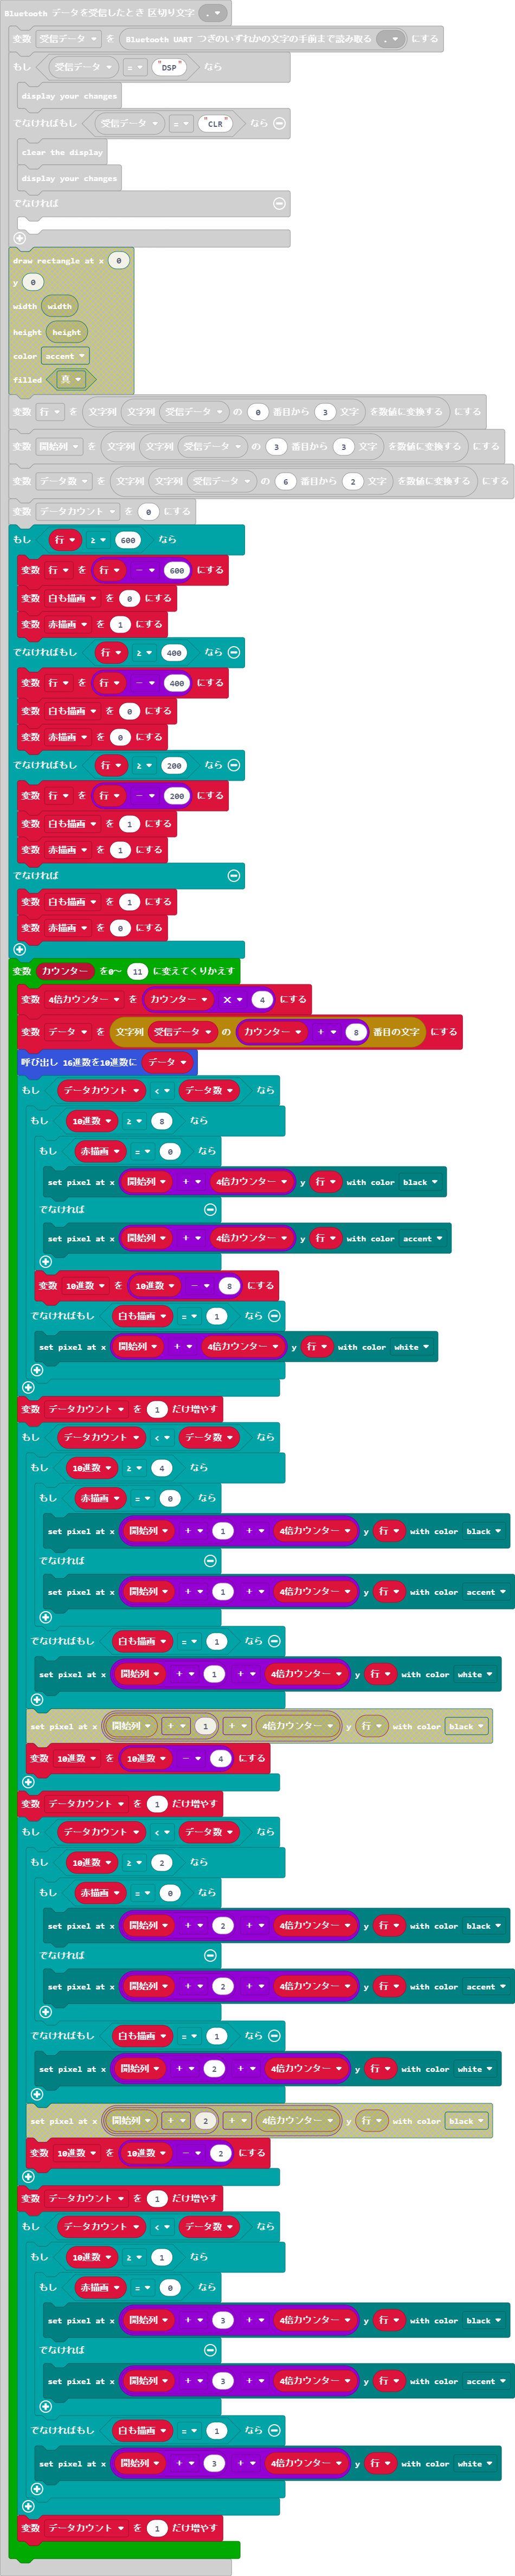 Bluetooth データを受信したとき 区切り文字 .
変数 受信データ を Bluetooth UART つぎのいずれかの文字の手前まで読み取る . にする
もし 受信データ = "DSP" なら
display your changes
でなければもし 受信データ = "CLR" なら
clear the display
display your changes
でなければ
draw rectangle at x 0
y 0
width width
height height
color accent
filled 真
変数 行 を 文字列 文字列 受信データ の 0 番目から 3 文字 を数値に変換する にする
変数 開始列 を 文字列 文字列 受信データ の 3 番目から 3 文字 を数値に変換する にする
変数 データ数 を 文字列 文字列 受信データ の 6 番目から 2 文字 を数値に変換する にする
変数 データカウント を 0 にする
もし 行 ≥ 600 なら
変数 行 を 行 - 600 にする
変数 白も描画 を 0 にする
変数 赤描画 を 1 にする
でなければもし 行 ≥ 400 なら
変数 行 を 行 - 400 にする
変数 白も描画 を 0 にする
変数 赤描画 を 0 にする
でなければもし 行 ≥ 200 なら
変数 行 を 行 - 200 にする
変数 白も描画 を 1 にする
変数 赤描画 を 1 にする
でなければ
変数 白も描画 を 1 にする
変数 赤描画 を 0 にする
変数 カウンター を0～ 11 に変えてくりかえす
変数 4倍カウンター を カウンター × 4 にする
変数 データ を 文字列 受信データ の カウンター + 8 番目の文字 にする
呼び出し 16進数を10進数に データ
もし データカウント < データ数 なら
もし 10進数 ≥ 8 なら
もし 赤描画 = 0 なら
set pixel at x 開始列 + 4倍カウンター y 行 with color black
でなければ
set pixel at x 開始列 + 4倍カウンター y 行 with color accent
変数 10進数 を 10進数 - 8 にする
でなければもし 白も描画 = 1 なら
set pixel at x 開始列 + 4倍カウンター y 行 with color white
変数 データカウント を 1 だけ増やす
もし データカウント < データ数 なら
もし 10進数 ≥ 4 なら
もし 赤描画 = 0 なら
set pixel at x 開始列 + 1 + 4倍カウンター y 行 with color black
でなければ
set pixel at x 開始列 + 1 + 4倍カウンター y 行 with color accent
でなければもし 白も描画 = 1 なら
set pixel at x 開始列 + 1 + 4倍カウンター y 行 with color white
set pixel at x 開始列 + 1 + 4倍カウンター y 行 with color black
変数 10進数 を 10進数 - 4 にする
変数 データカウント を 1 だけ増やす
もし データカウント < データ数 なら
もし 10進数 ≥ 2 なら
もし 赤描画 = 0 なら
set pixel at x 開始列 + 2 + 4倍カウンター y 行 with color black
でなければ
set pixel at x 開始列 + 2 + 4倍カウンター y 行 with color accent
でなければもし 白も描画 = 1 なら
set pixel at x 開始列 + 2 + 4倍カウンター y 行 with color white
set pixel at x 開始列 + 2 + 4倍カウンター y 行 with color black
変数 10進数 を 10進数 - 2 にする
変数 データカウント を 1 だけ増やす
もし データカウント < データ数 なら
もし 10進数 ≥ 1 なら
もし 赤描画 = 0 なら
set pixel at x 開始列 + 3 + 4倍カウンター y 行 with color black
でなければ
set pixel at x 開始列 + 3 + 4倍カウンター y 行 with color accent
でなければもし 白も描画 = 1 なら
set pixel at x 開始列 + 3 + 4倍カウンター y 行 with color white
変数 データカウント を 1 だけ増やす